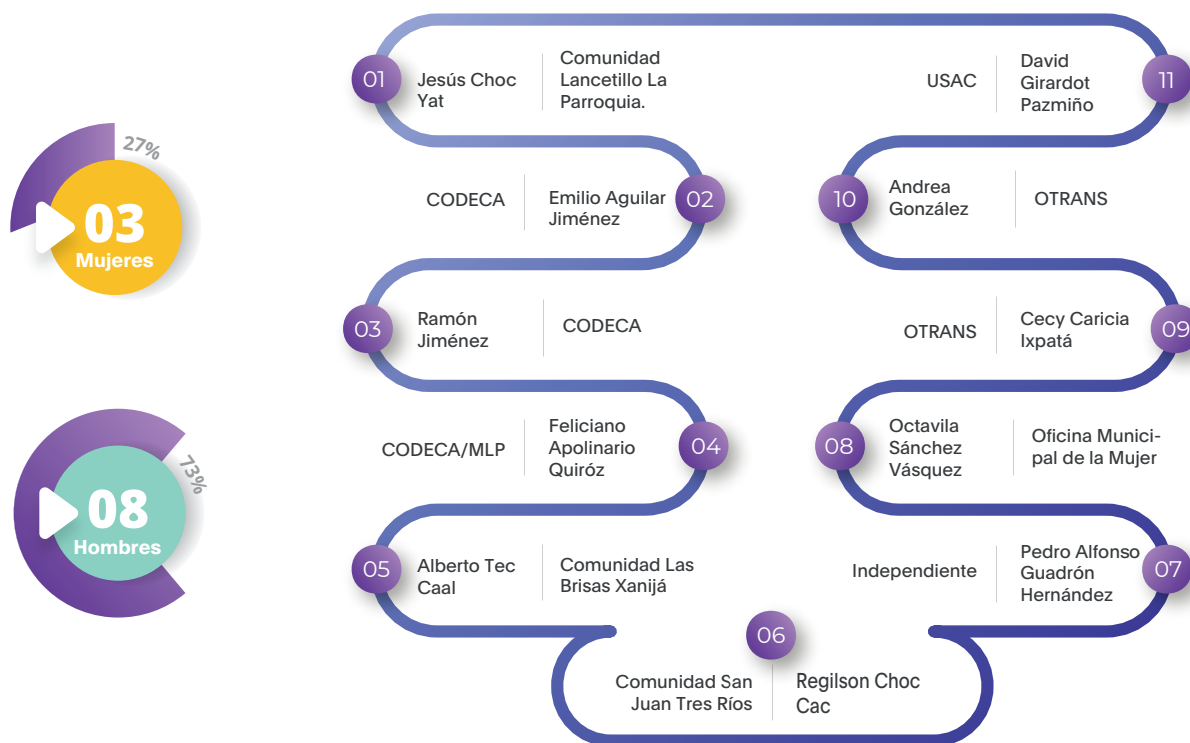 27%
03
Mujeres
73%
08
Hombres
01
Jesús Choc
Yat
Comunidad
Lancetillo La
Parroquia.
CODECA
Emilio Aguilar
Jiménez
02
03
Ramón
Jiménez
CODECA
CODECA/MLP
Feliciano
Apolinario
Quiróz
04
05
Alberto Tec
Caal
Comunidad Las
Brisas Xanijá
06
Comunidad San
Juan Tres Ríos
Regilson Choc
Cac
Independiente
Pedro Alfonso
Guadrón
Hernández
07
08
Octavila
Sánchez
Vásquez
Oficina Munici-
pal de la Mujer
OTRANS
Cecy Caricia
Ixpatá
09
10
Andrea
González
OTRANS
USAC
David
Girardot
Pazmiño
11